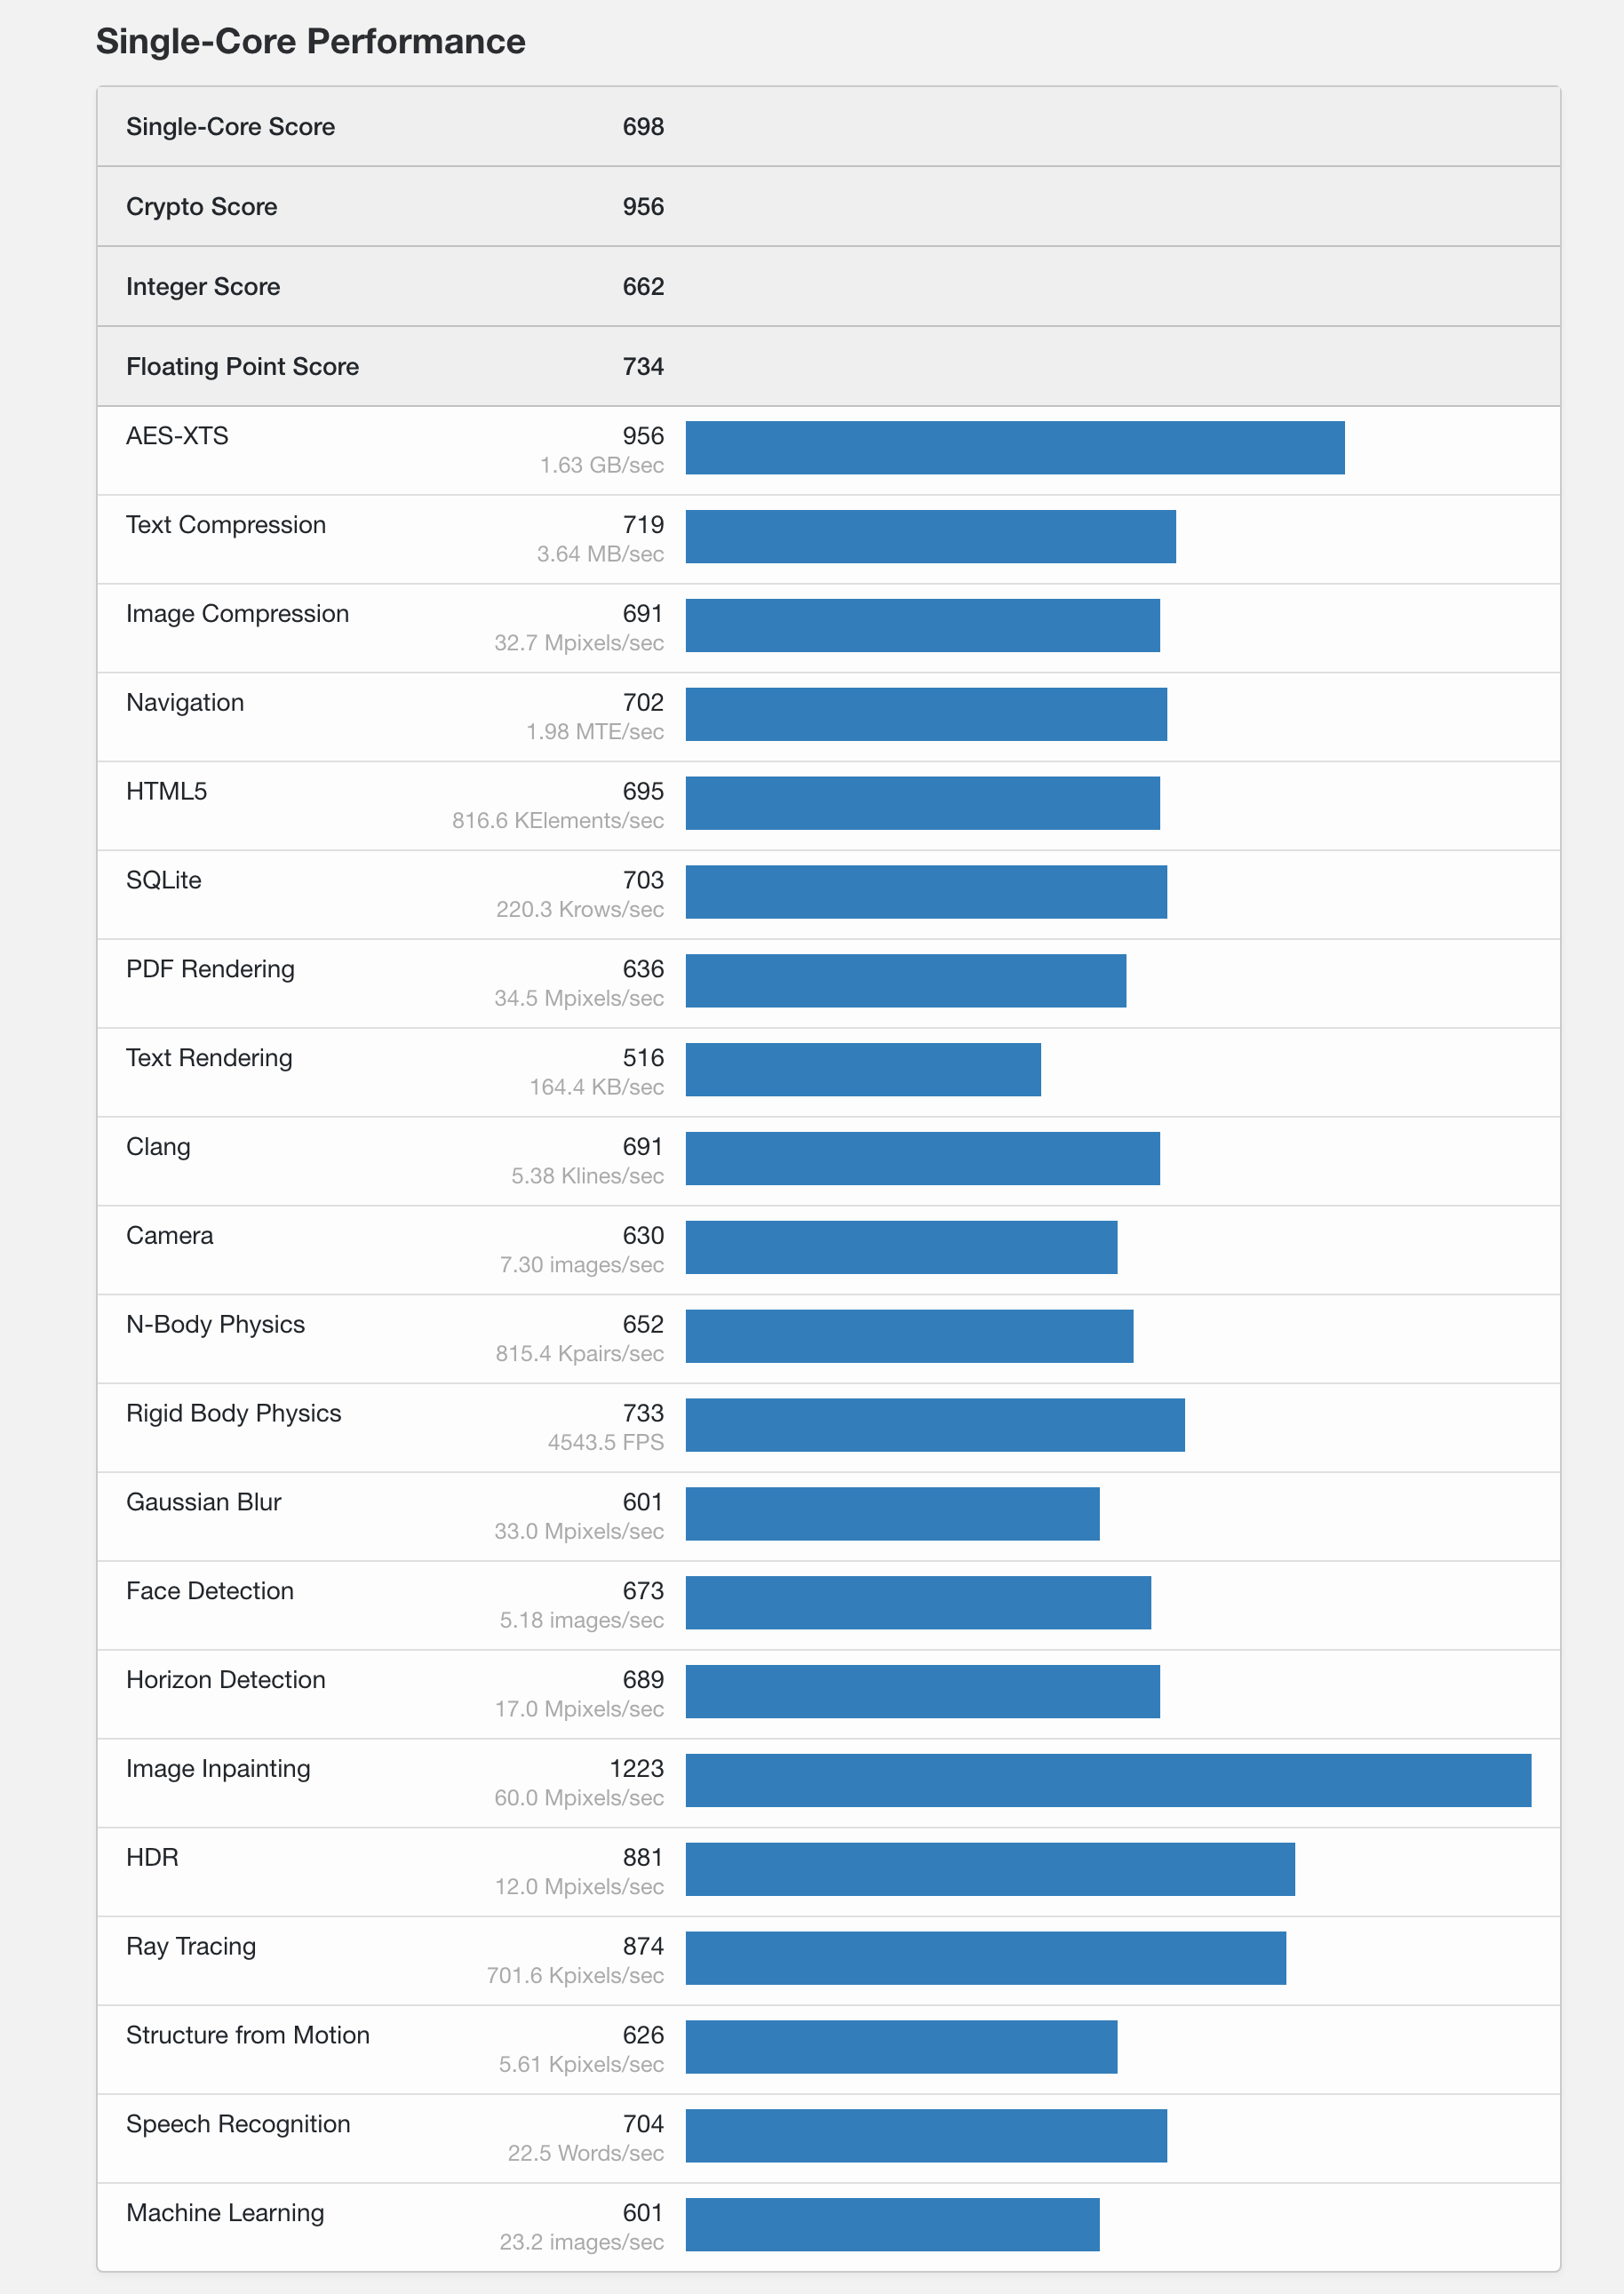 Single-Core Performance
Single-Core Score 698
Crypto Score 956
Integer Score 662
Floating Point Score 734
AES-XTS 956
1.63 GB/sec
Text Compression 719
3.64 MB/sec
Image Compression 691
32.7 Mpixels/sec
Navigation 702
1.98 MTE/sec
HTML5 695
816.6 KElements/sec
SQLite 703
220.3 Krows/sec
PDF Rendering 636
34.5 Mpixels/sec
Text Rendering 516
164.4 KB/sec
Clang 691
5.38 Klines/sec
Camera 630
7.30 images/sec
N-Body Physics 652
815.4 Kpairs/sec
Rigid Body Physics 733
4543.5 FPS
Gaussian Blur 601
33.0 Mpixels/sec
Face Detection 673
5.18 images/sec
Horizon Detection 689
17.0 Mpixels/sec
Image Inpainting 1223
60.0 Mpixels/sec
HDR 881
12.0 Mpixels/sec
Ray Tracing 874
701.6 Kpixels/sec
Structure from Motion 626
5.61 Kpixels/sec
Speech Recognition 704
22.5 Words/sec
Machine Learning 601
23.2 images/sec